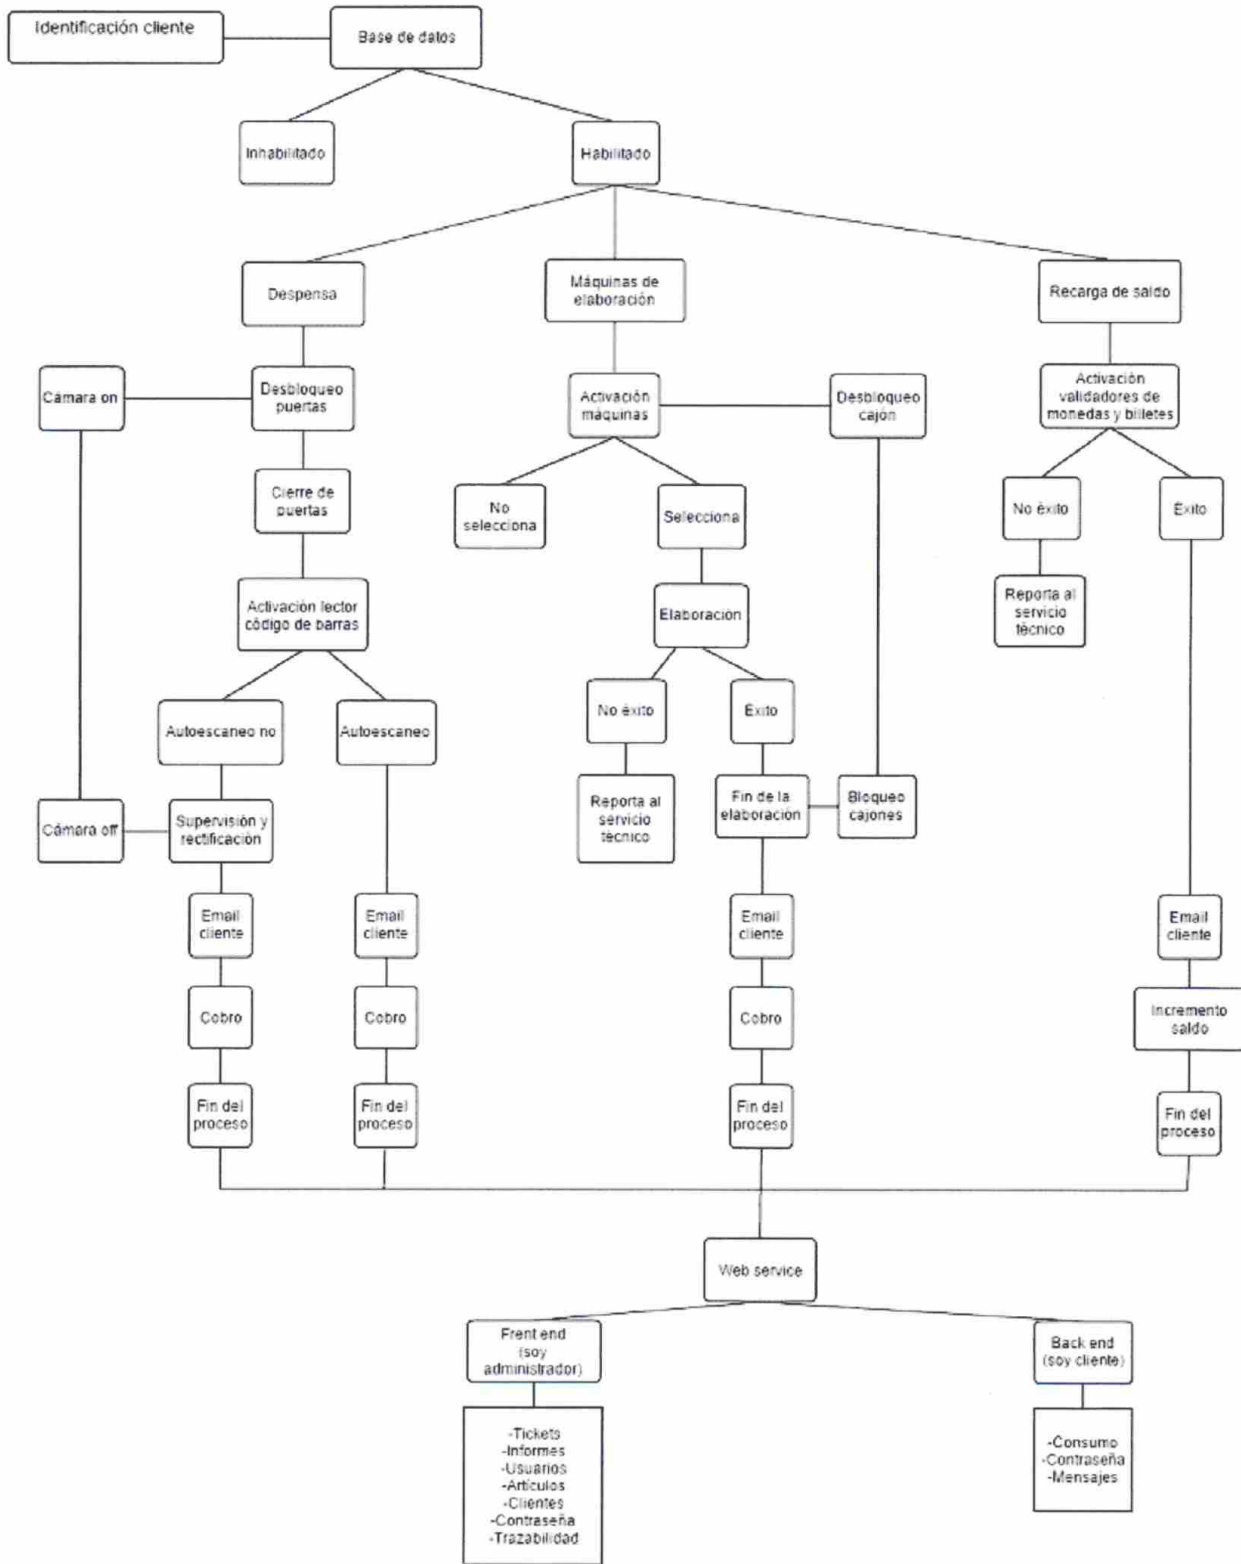 Identificación cliente
Base de datos
Inhabilitado
Habilitado
Despensa
Máquinas de
elaboración
Recarga de saldo
Cámara on
Desbloqueo
puertas
Activación
máquinas
Desbloqueo
cajón
Activación
validadores de
monedas y billetes
Cierre de
puertas
No
selecciona
Selecciona
No éxito
Éxito
Activación lector
código de barras
Elaboración
Reporta al
servicio
técnico
Autoescaneo no
Autoescaneo
No éxito
Éxito
Cámara off
Supervisión y
rectificación
Reporta al
servicio
técnico
Fin de la
elaboración
Bloqueo
cajones
Email
cliente
Email
cliente
Email
cliente
Email
cliente
Cobro
Cobro
Cobro
Incremento
saldo
Fin del
proceso
Fin del
proceso
Fin del
proceso
Fin del
proceso
Web service
Frent end
(soy
administrador)
Back end
(soy cliente)
-Tickets
-Informes
-Usuarios
-Artículos
-Clientes
-Contraseña
-Trazabilidad
-Consumo
-Contraseña
-Mensajes